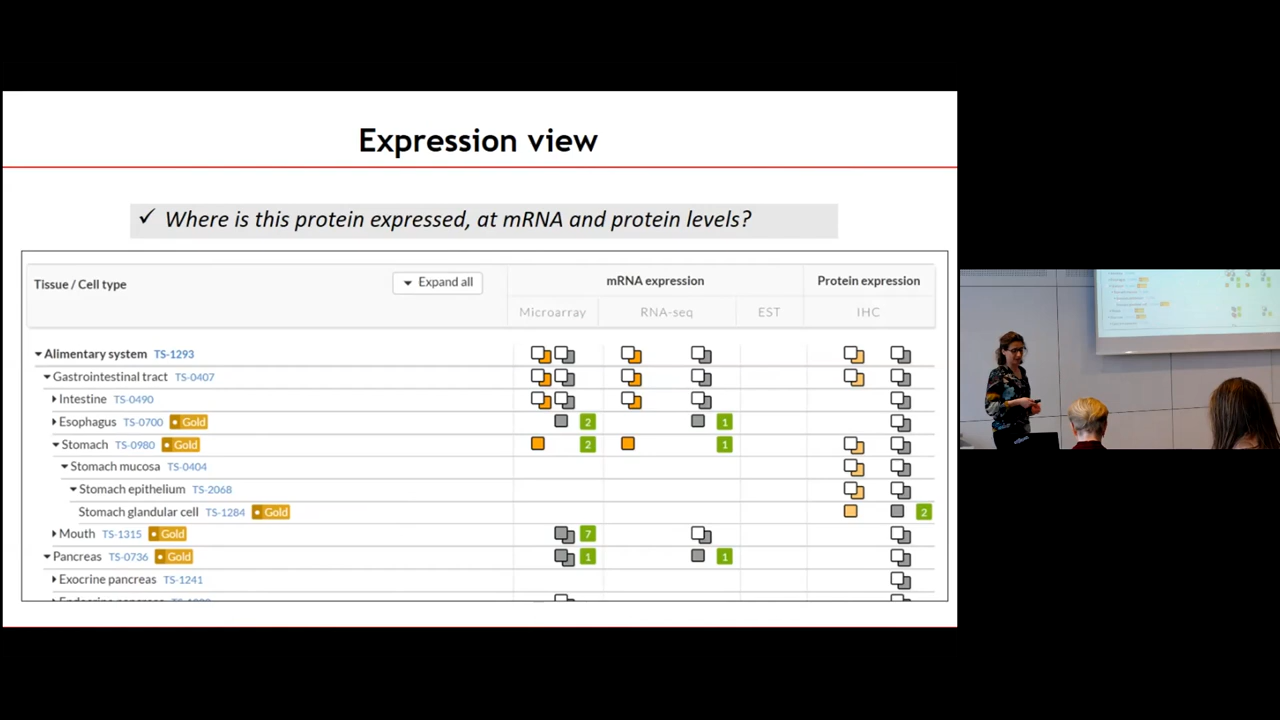 Expression view
✓ Where is this protein expressed, at mRNA and protein levels?
Tissue / Cell type
Expand all
mRNA expression
Protein expression
Microarray
RNA-seq
EST
IHC
Alimentary system TS-1293
Gastrointestinal tract TS-0407
Intestine TS-0490
Esophagus TS-0700 Gold 2 1
Stomach TS-0980 Gold 2 1
Stomach mucosa TS-0404
Stomach epithelium TS-2068
Stomach glandular cell TS-1284 Gold 2
Mouth TS-1315 Gold 7
Pancreas TS-0736 Gold 1 1
Exocrine pancreas TS-1241